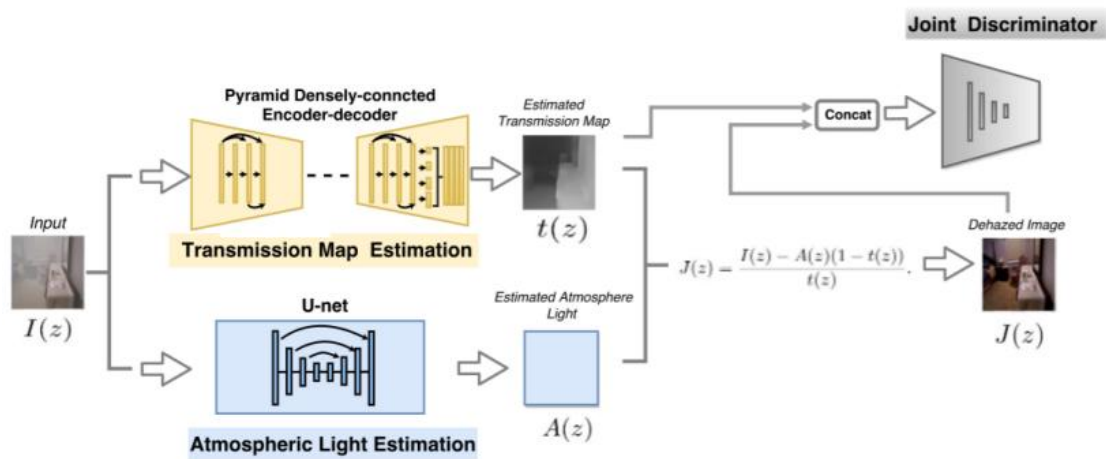 Joint Discriminator
Pyramid Densely-conncted
Encoder-decoder
Estimated
Transmission Map
Concat
t(z)
Transmission Map Estimation
Input
I(z)
Dehazed Image
J(z) = \frac{I(z) - A(z)(1 - t(z))}{t(z)}.
J(z)
U-net
Estimated Atmosphere
Light
A(z)
Atmospheric Light Estimation